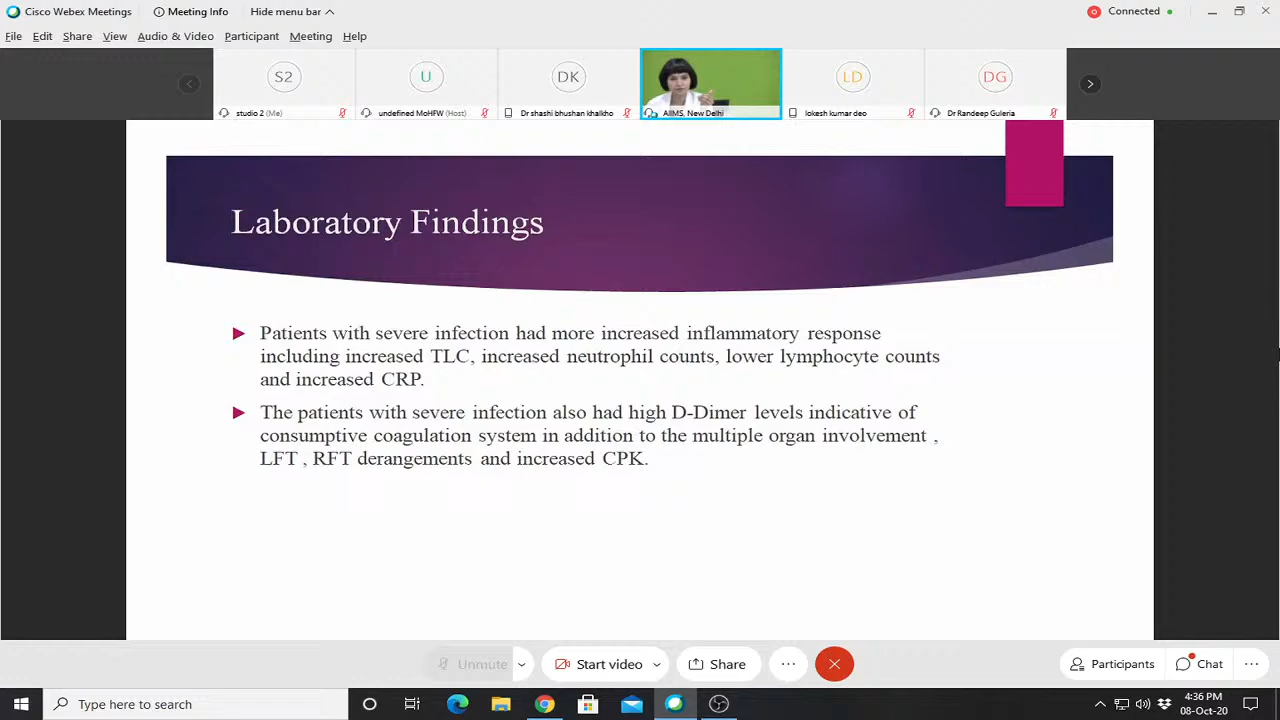 Cisco Webex Meetings
Meeting Info
Hide menu bar
Connected
File Edit Share View Audio & Video Participant Meeting Help
S2 U DK LD DG
studio 2 (Me) undefined MoHFW (Host) Dr shashi bhushan khalkho AIIMS, New Delhi lokesh kumar deo Dr Randeep Guleria
Laboratory Findings
Patients with severe infection had more increased inflammatory response
including increased TLC, increased neutrophil counts, lower lymphocyte counts
and increased CRP.
The patients with severe infection also had high D-Dimer levels indicative of
consumptive coagulation system in addition to the multiple organ involvement ,
LFT , RFT derangements and increased CPK.
Unmute Start video Share Participants Chat
Type here to search
4:36 PM
08-Oct-20